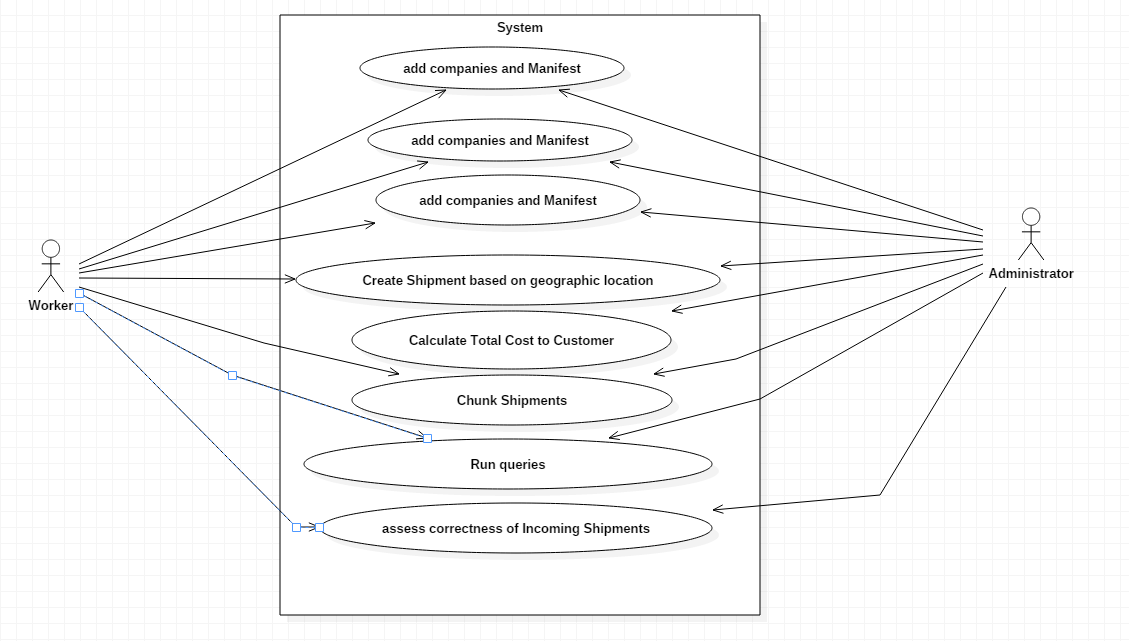 System
add companies and Manifest
add companies and Manifest
add companies and Manifest
Create Shipment based on geographic location
Calculate Total Cost to Customer
Chunk Shipments
Run queries
assess correctness of Incoming Shipments
Worker
Administrator